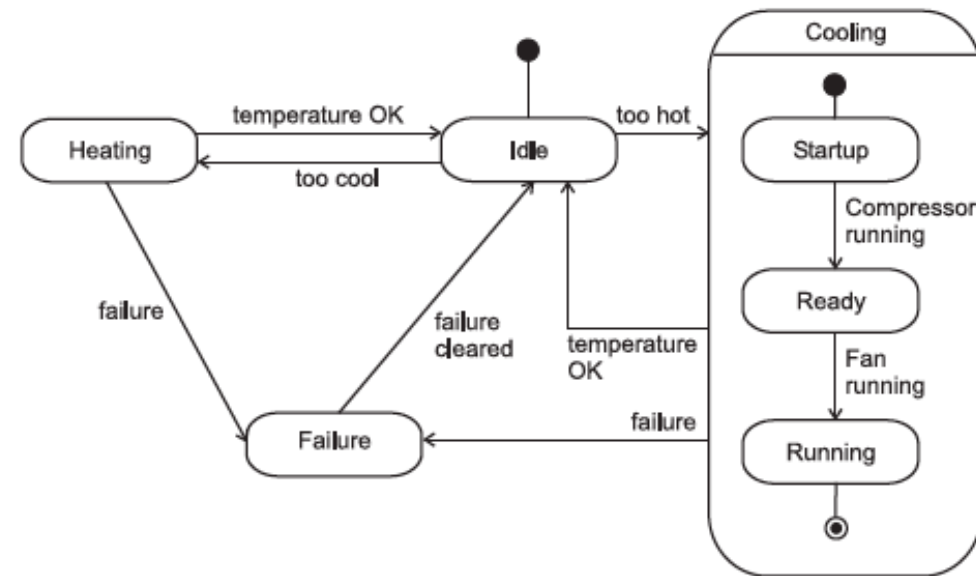 Cooling
temperature OK
too hot
Heating
Idle
Startup
too cool
Compressor
running
failure
failure
cleared
Ready
temperature
OK
Fan
running
failure
Failure
Running